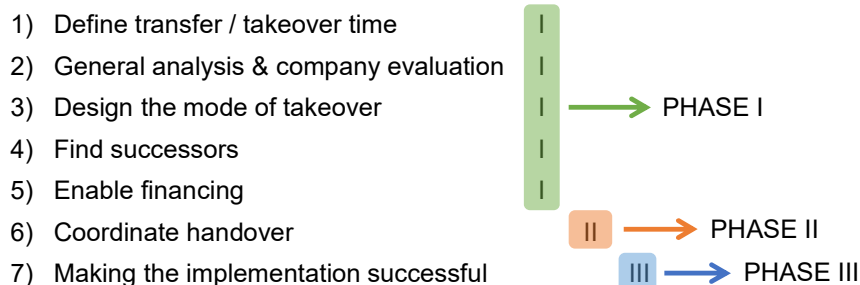 1) Define transfer / takeover time I
2) General analysis & company evaluation I
3) Design the mode of takeover I PHASE I
4) Find successors I
5) Enable financing I
6) Coordinate handover II PHASE II
7) Making the implementation successful III PHASE III